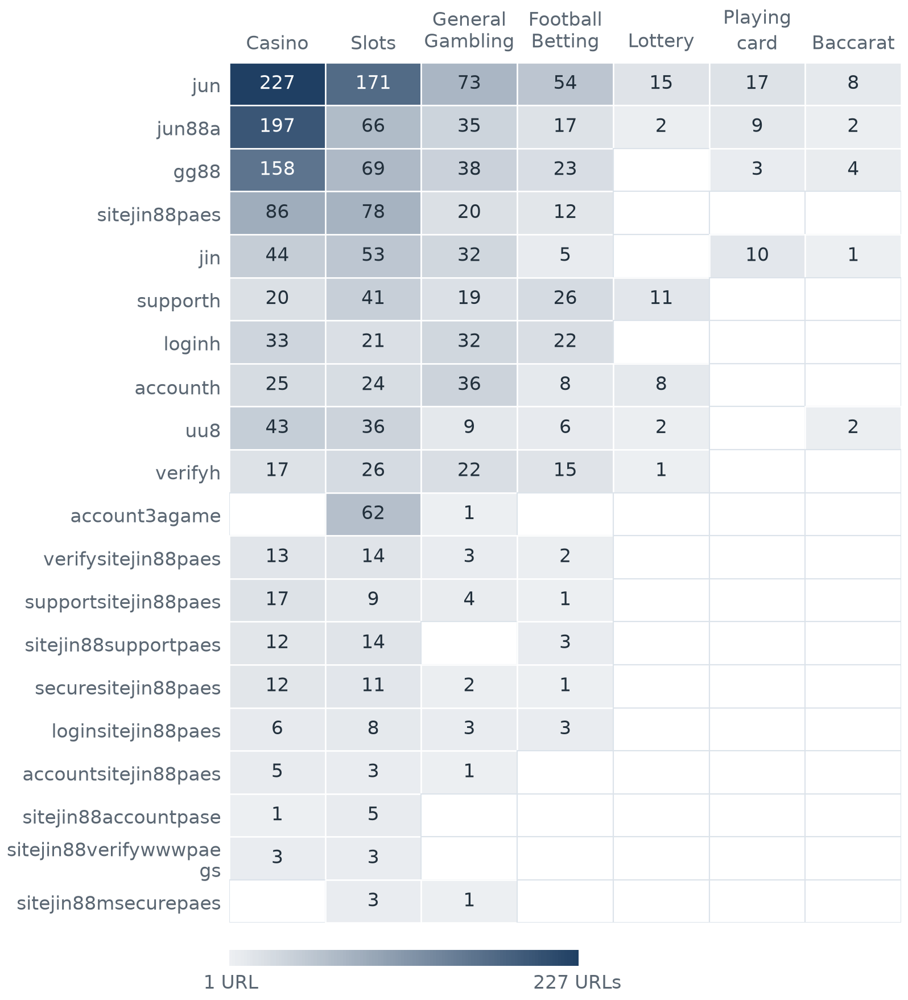 General Football Playing
Casino Slots Gambling Betting Lottery card Baccarat
jun 227 171 73 54 15 17 8
jun88a 197 66 35 17 2 9 2
gg88 158 69 38 23 3 4
sitejin88paes 86 78 20 12
jin 44 53 32 5 10 1
supporth 20 41 19 26 11
loginh 33 21 32 22
accounth 25 24 36 8 8
uu8 43 36 9 6 2 2
verifyh 17 26 22 15 1
account3agame 62 1
verifysitejin88paes 13 14 3 2
supportsitejin88paes 17 9 4 1
sitejin88supportpaes 12 14 3
securesitejin88paes 12 11 2 1
loginsitejin88paes 6 8 3 3
accountsitejin88paes 5 3 1
sitejin88accountpase 1 5
sitejin88verifywwwpae
gs 3 3
sitejin88msecurepaes 3 1
1 URL 227 URLs